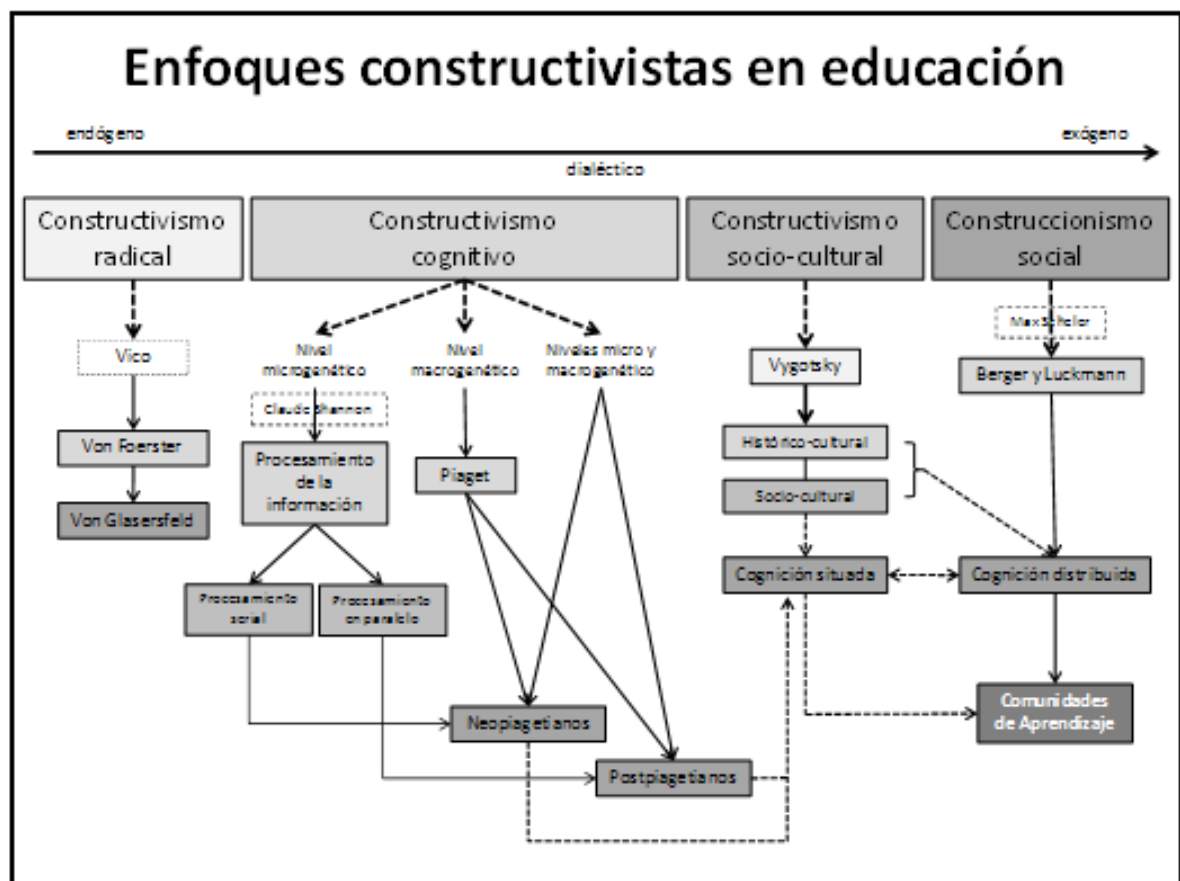 Enfoques constructivistas en educación
endógeno
exógeno
dialéctico
Constructivismo
radical
Constructivismo
cognitivo
Constructivismo
socio-cultural
Construccionismo
social
Vico
Von Foerster
Von Glasersfeld
Nivel
microgenético
Nivel
macrogenético
Niveles micro y
macrogenético
Claude Shannon
Procesamiento
de la
información
Piaget
Procesamiento
serial
Procesamiento
en paralelo
Neopiagetianos
Postpiagetianos
Vygotsky
Histórico-cultural
Socio-cultural
Cognición situada
Max Scheler
Berger y Luckmann
Cognición distribuida
Comunidades
de Aprendizaje